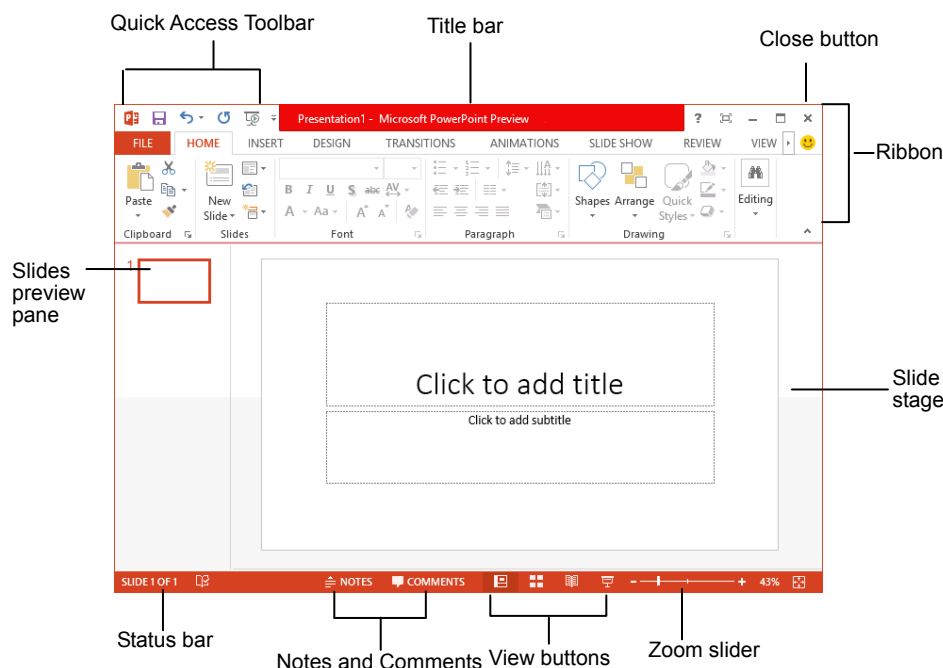 Quick Access Toolbar
Title bar
Close button
Presentation1 - Microsoft PowerPoint Preview
?
FILE HOME INSERT DESIGN TRANSITIONS ANIMATIONS SLIDE SHOW REVIEW VIEW
Ribbon
B I U S abc AV
Paste
New
Slide
A Aa A A
Shapes Arrange Quick
Styles
Editing
Clipboard Slides Font Paragraph Drawing
Slides
preview
pane
1
Click to add title
Click to add subtitle
Slide
stage
SLIDE 1 OF 1 NOTES COMMENTS - + 43%
Status bar
Notes and Comments
View buttons
Zoom slider